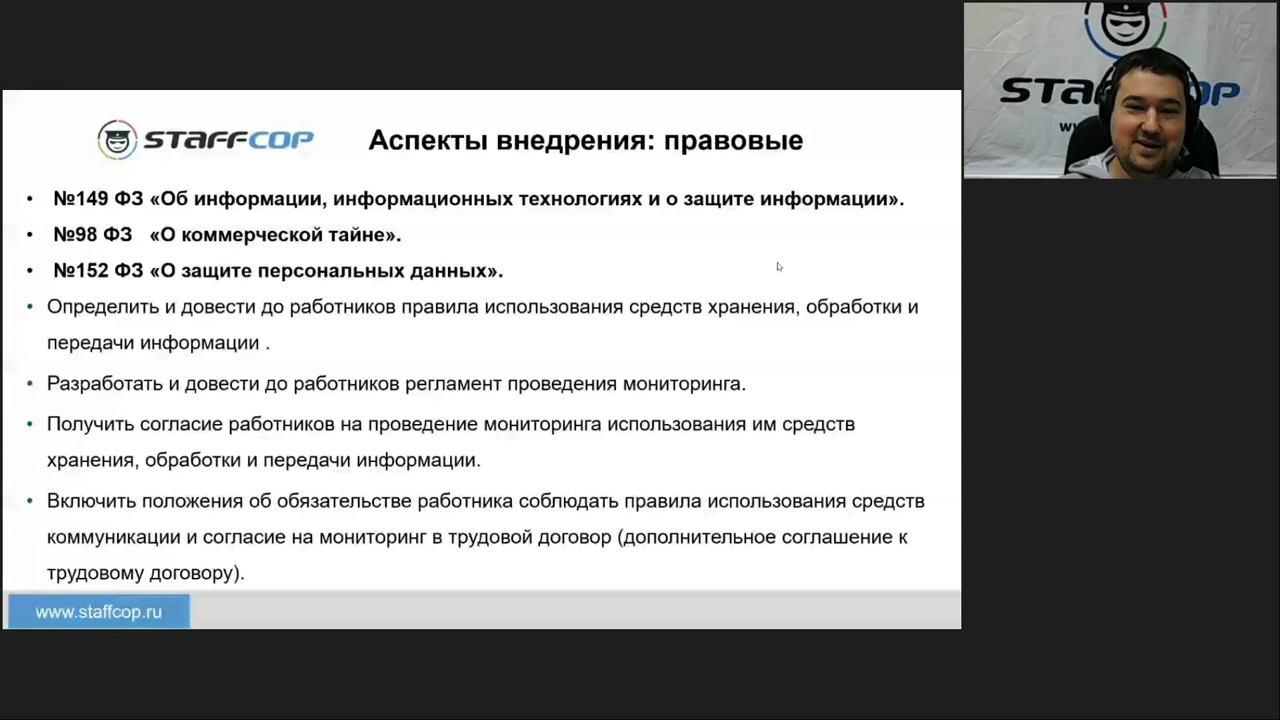 STAFFCOP
Аспекты внедрения: правовые
• №149 ФЗ «Об информации, информационных технологиях и о защите информации».
• №98 ФЗ «О коммерческой тайне».
• №152 ФЗ «О защите персональных данных».
• Определить и довести до работников правила использования средств хранения, обработки и
передачи информации .
• Разработать и довести до работников регламент проведения мониторинга.
• Получить согласие работников на проведение мониторинга использования им средств
хранения, обработки и передачи информации.
• Включить положения об обязательстве работника соблюдать правила использования средств
коммуникации и согласие на мониторинг в трудовой договор (дополнительное соглашение к
трудовому договору).
www.staffcop.ru